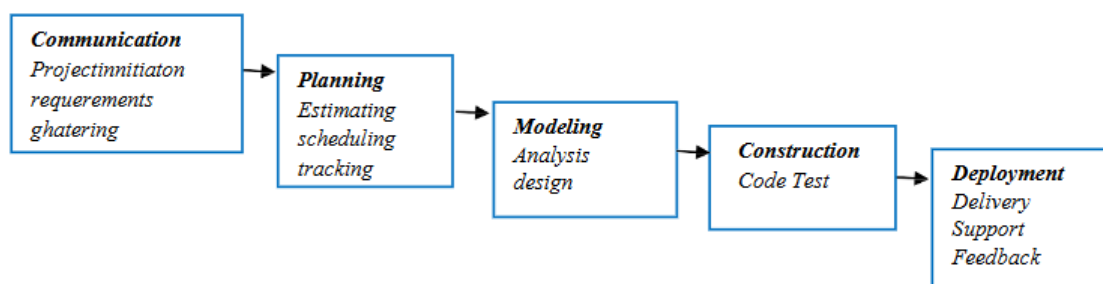 Communication
Projectinnitiaton
requerements
ghatering
Planning
Estimating
scheduling
tracking
Modeling
Analysis
design
Construction
Code Test
Deployment
Delivery
Support
Feedback